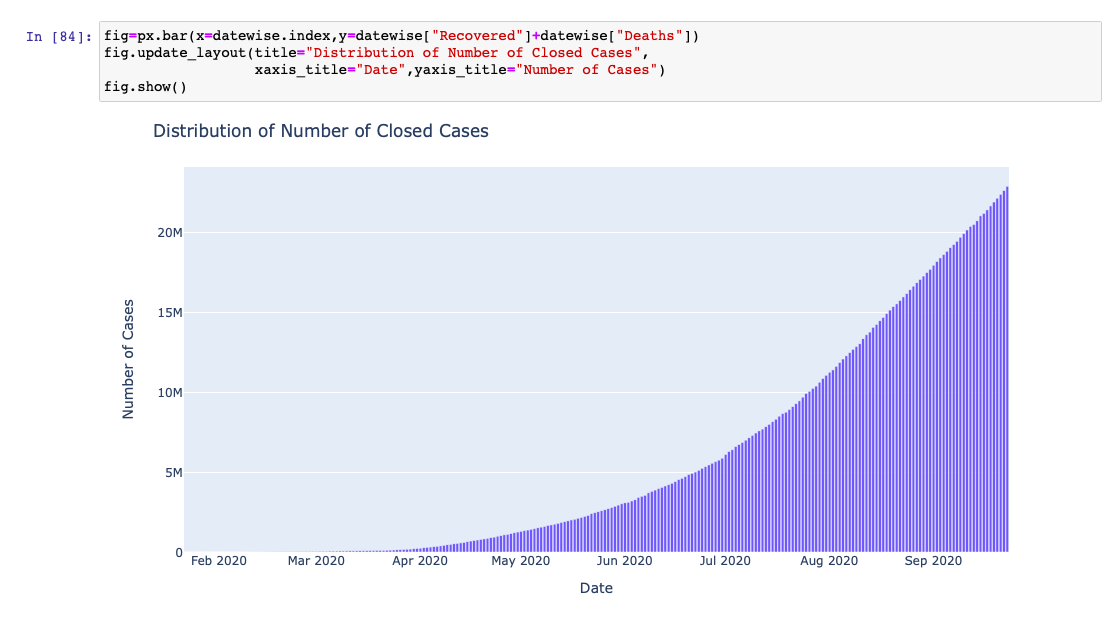 In [84]: fig=px.bar(x=datewise.index,y=datewise["Recovered"]+datewise["Deaths"])
fig.update_layout(title="Distribution of Number of Closed Cases",
                  xaxis_title="Date",yaxis_title="Number of Cases")
fig.show()
Distribution of Number of Closed Cases
Number of Cases
20M
15M
10M
5M
0
Feb 2020 Mar 2020 Apr 2020 May 2020 Jun 2020 Jul 2020 Aug 2020 Sep 2020
Date